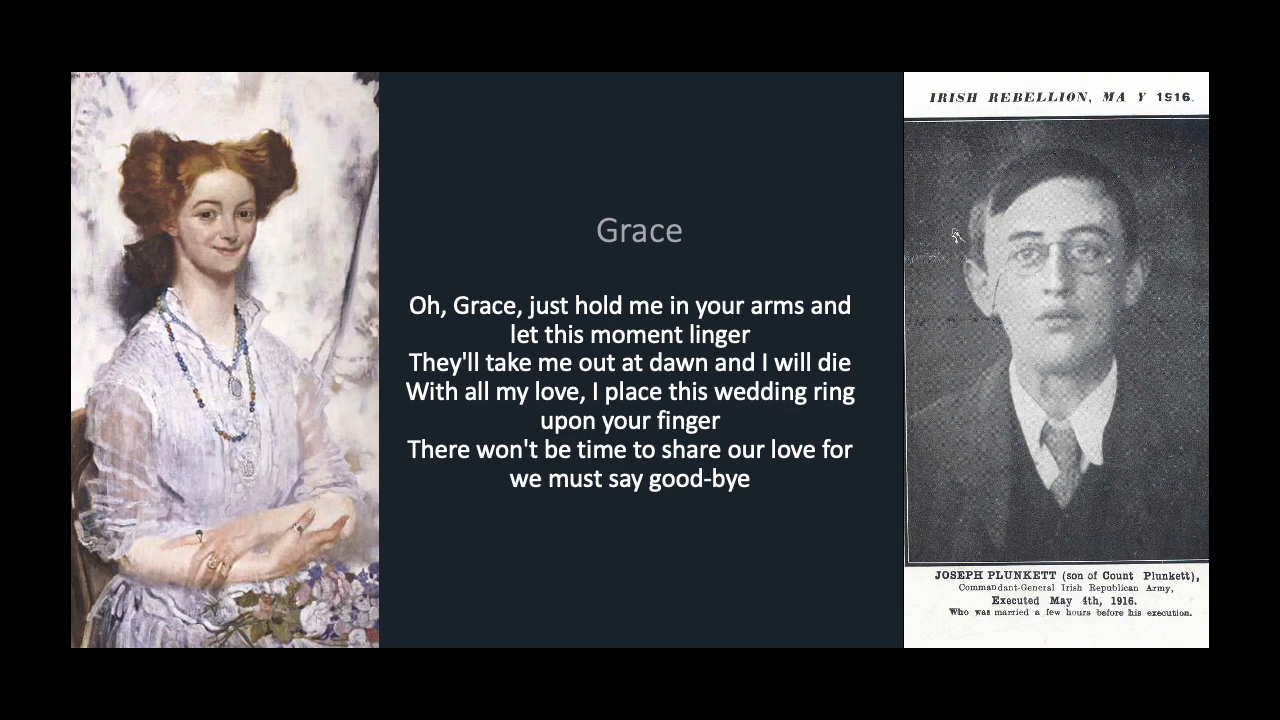 Grace
Oh, Grace, just hold me in your arms and
let this moment linger
They'll take me out at dawn and I will die
With all my love, I place this wedding ring
upon your finger
There won't be time to share our love for
we must say good-bye
IRISH REBELLION, MA Y 1916.
JOSEPH PLUNKETT (son of Count Plunkett),
Commandant-General Irish Republican Army,
Executed May 4th, 1916.
Who was married a few hours before his execution.